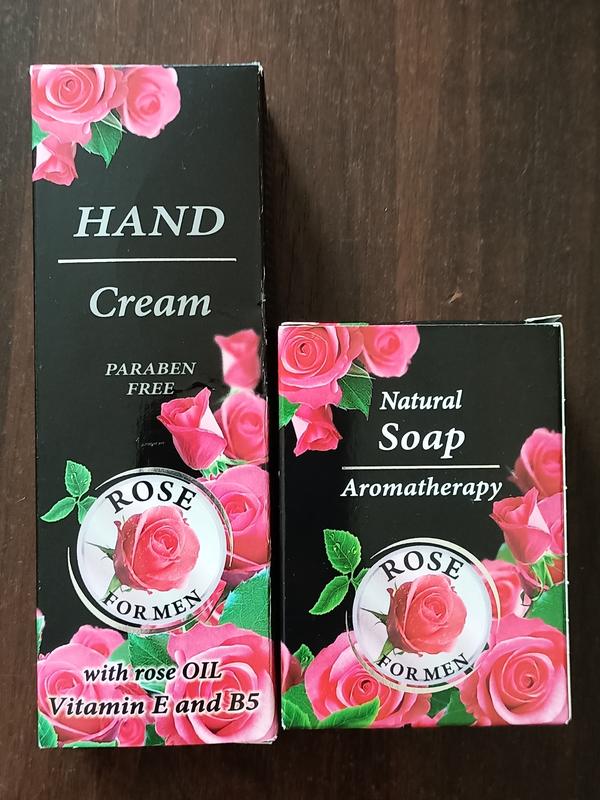 HAND
Cream
PARABEN
FREE
ROSE
FOR MEN
with rose OIL
Vitamin E and B5
Natural
Soap
Aromatherapy
ROSE
FOR MEN